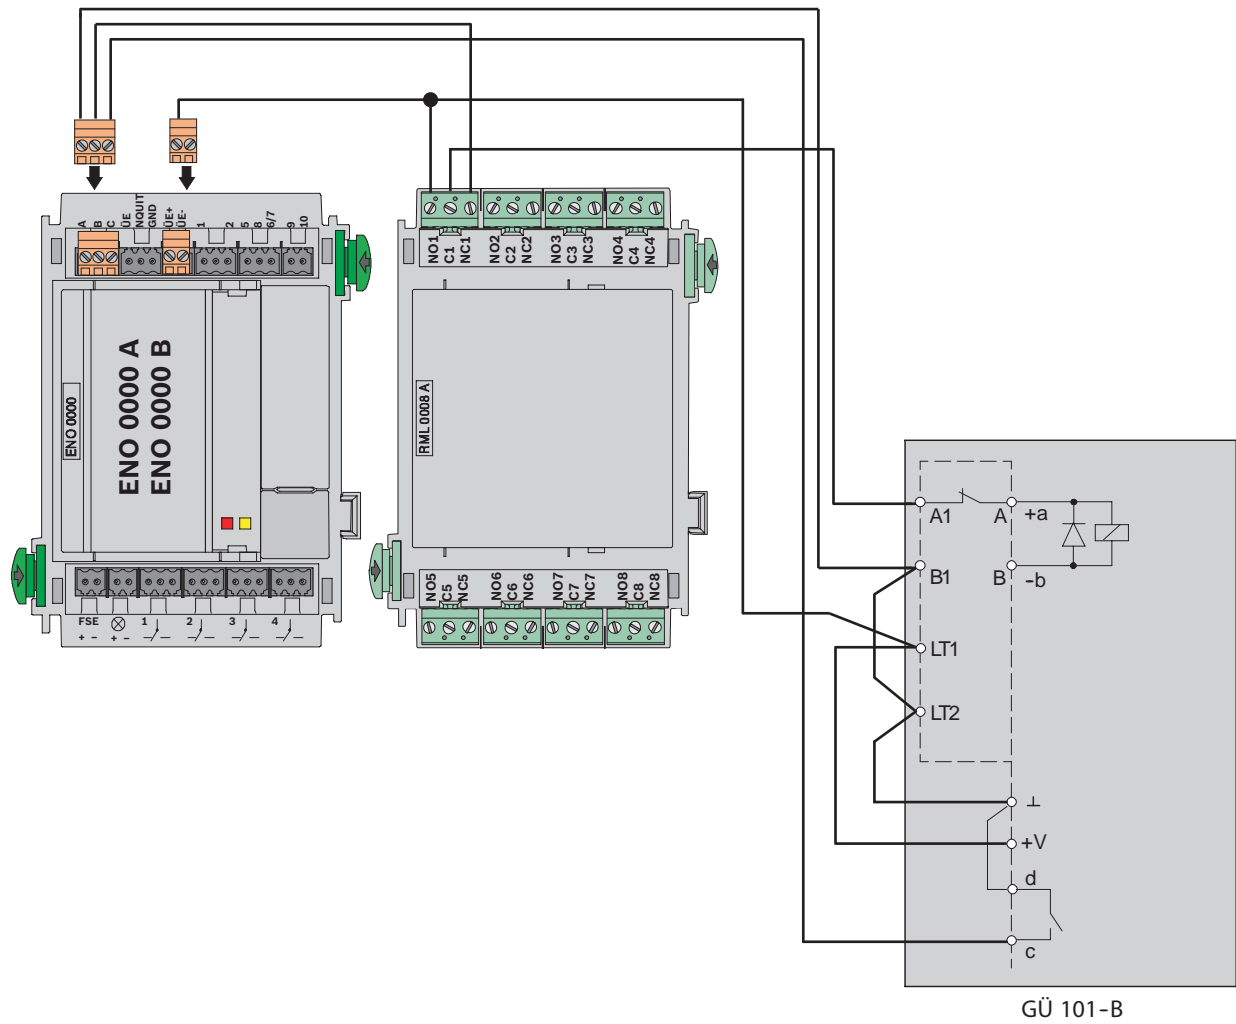 A
B
C
ÜE
NQUIT
GND
ÜE+
ÜE-
1
2
5
8
6/7
9
10
NO1
C1
NC1
NO2
C2
NC2
NO3
C3
NC3
NO4
C4
NC4
ENO 0000
ENO 0000 A
ENO 0000 B
RML 0008 A
NO5
C5
NC5
NO6
C6
NC6
NO7
C7
NC7
NO8
C8
NC8
FSE
+ -
+ -
1
2
3
4
A1
A
+a
B1
B
-b
LT1
LT2
⊥
+V
d
c
GÜ 101-B